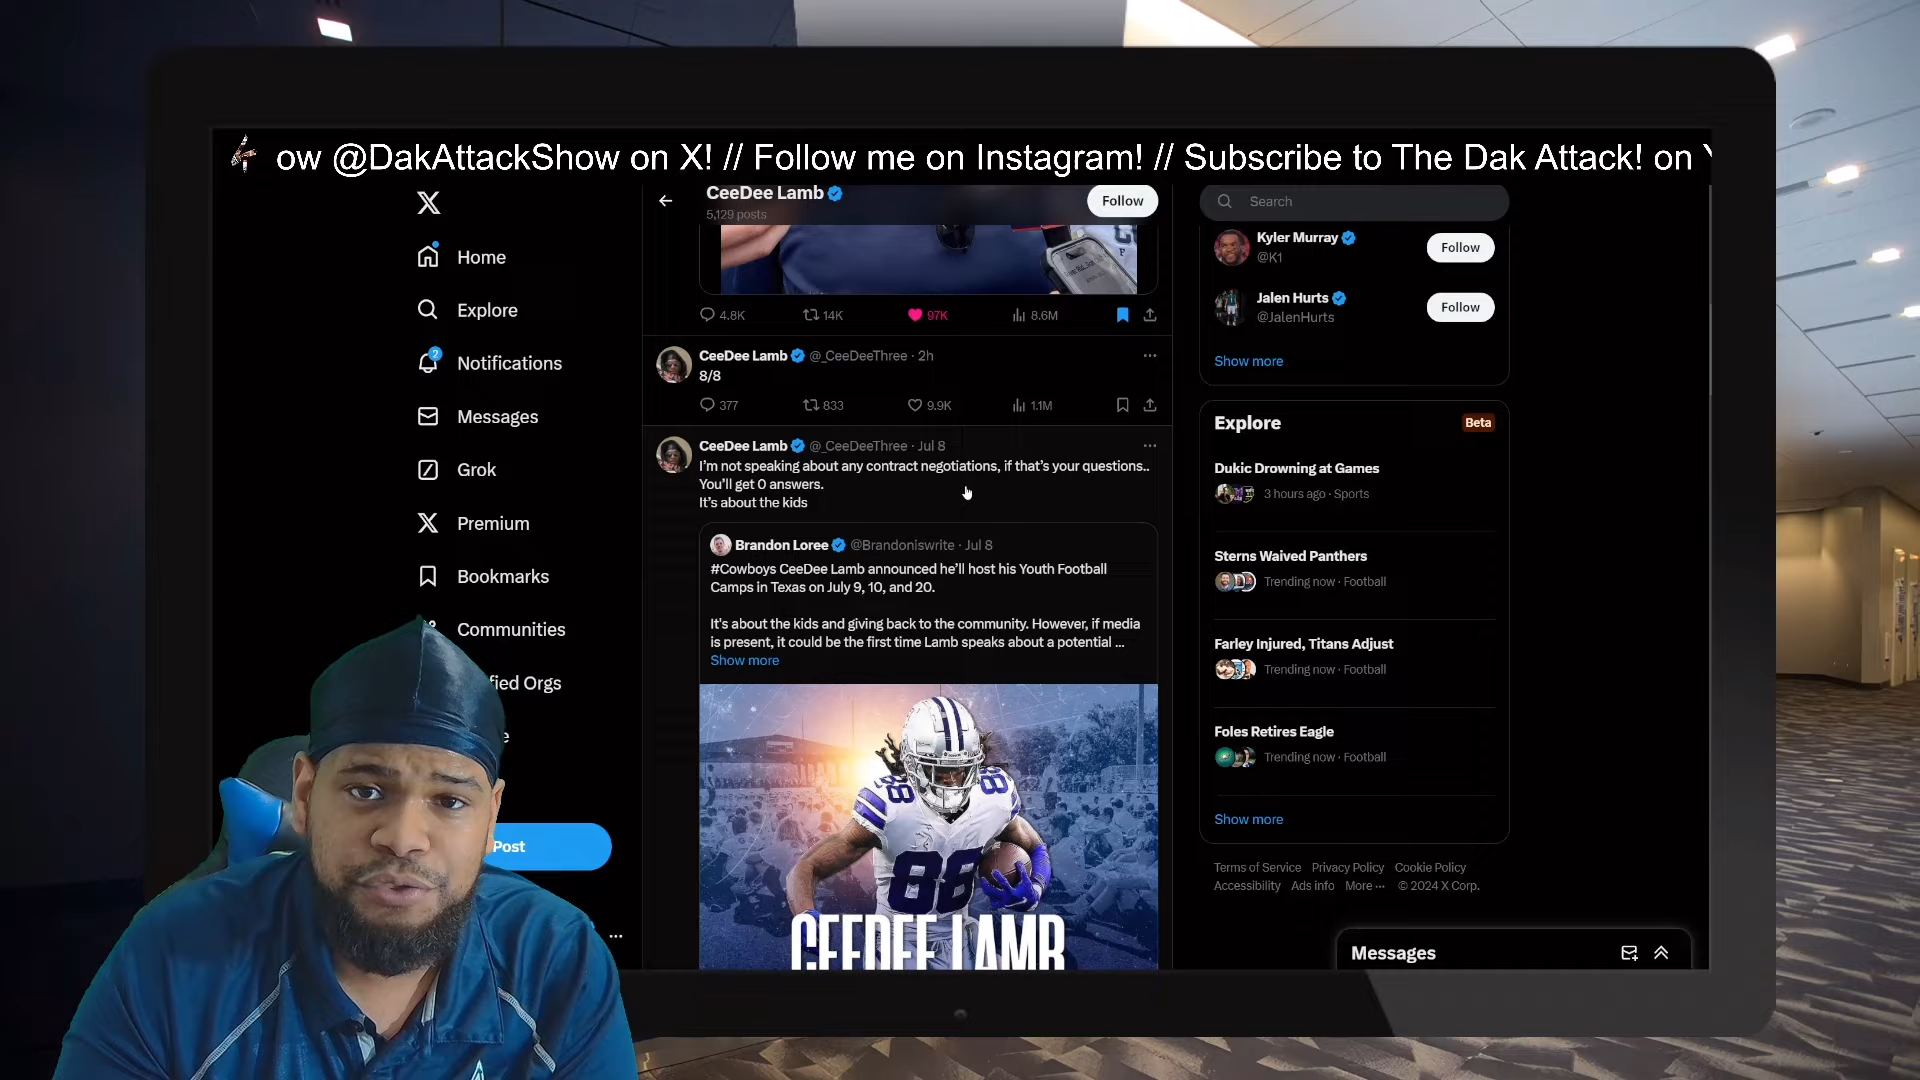 ow @DakAttackShow on X! // Follow me on Instagram! // Subscribe to The Dak Attack! on
Home
Explore
Notifications
2
Messages
Grok
Premium
Bookmarks
Communities
fied Orgs
e
Post
CeeDee Lamb
5,129 posts
Follow
4.8K 14K 97K 8.6M
CeeDee Lamb @_CeeDeeThree · 2h
8/8
377 833 9.9K 1.1M
CeeDee Lamb @_CeeDeeThree · Jul 8
I'm not speaking about any contract negotiations, if that's your questions..
You'll get 0 answers.
It's about the kids
Brandon Loree @Brandoniswrite · Jul 8
#Cowboys CeeDee Lamb announced he'll host his Youth Football
Camps in Texas on July 9, 10, and 20.
It's about the kids and giving back to the community. However, if media
is present, it could be the first time Lamb speaks about a potential ...
Show more
88
88
88
CEEDEE LAMB
Search
Kyler Murray
@K1
Follow
Jalen Hurts
@JalenHurts
Follow
Show more
Explore
Beta
Dukic Drowning at Games
3 hours ago · Sports
Sterns Waived Panthers
Trending now · Football
Farley Injured, Titans Adjust
Trending now · Football
Foles Retires Eagle
Trending now · Football
Show more
Terms of Service Privacy Policy Cookie Policy
Accessibility Ads info More ··· © 2024 X Corp.
Messages